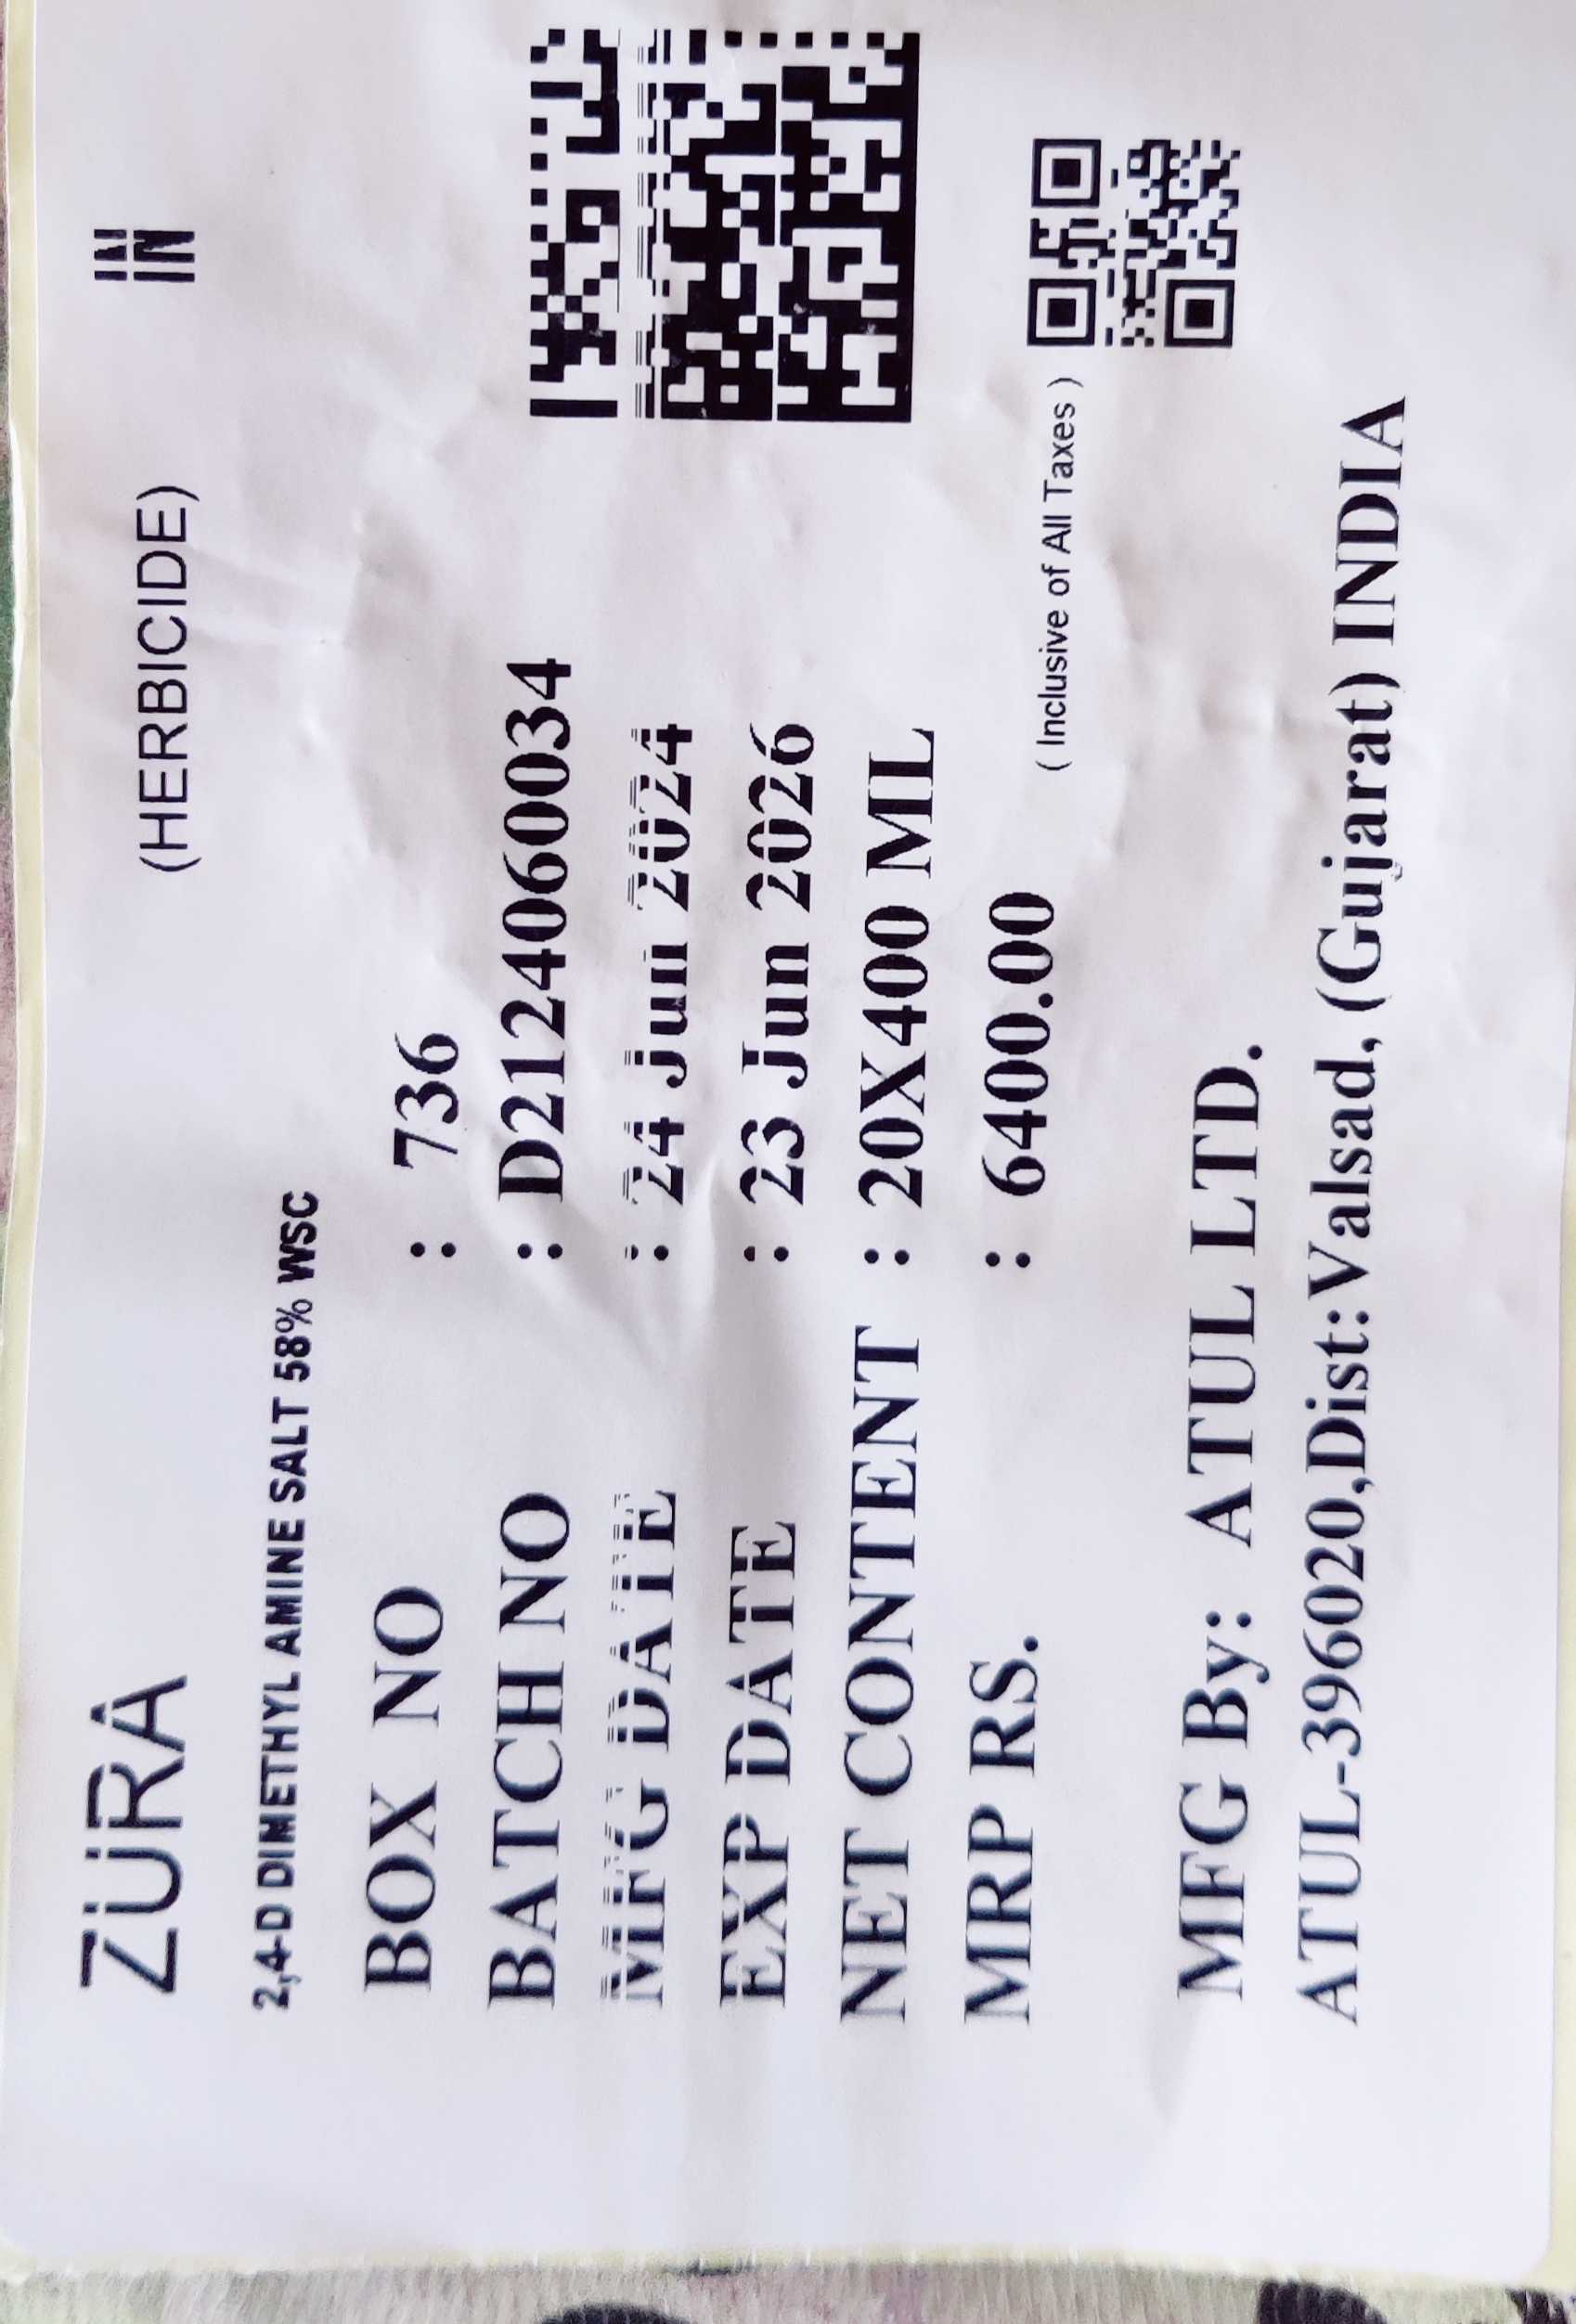 ZURA (HERBICIDE) IN
2,4-D DIMETHYL AMINE SALT 58% WSC
BOX NO : 736
BATCH NO : D212406034
MFG DATE : 24 Jun 2024
EXP DATE : 23 Jun 2026
NET CONTENT : 20X400 ML
MRP RS. : 6400.00 ( Inclusive of All Taxes )
MFG By: ATUL LTD.
ATUL-396020,Dist:Valsad, (Gujarat) INDIA